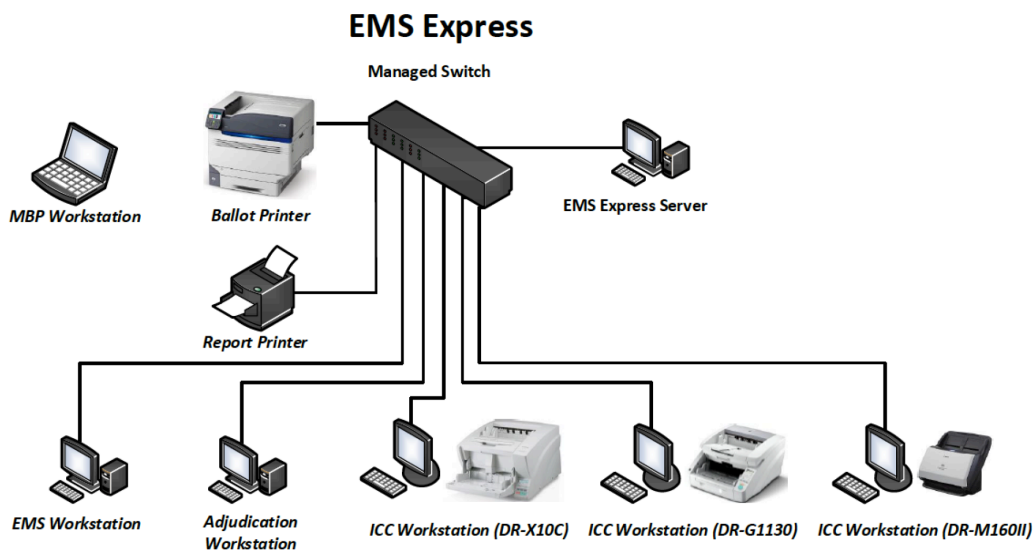 EMS Express
Managed Switch
MBP Workstation
Ballot Printer
EMS Express Server
Report Printer
EMS Workstation
Adjudication
Workstation
ICC Workstation (DR-X10C)
ICC Workstation (DR-G1130)
ICC Workstation (DR-M160II)